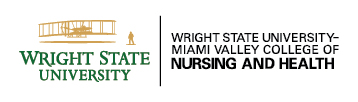 WRIGHT STATE
UNIVERSITY
WRIGHT STATE UNIVERSITY–
MIAMI VALLEY COLLEGE OF
NURSING AND HEALTH